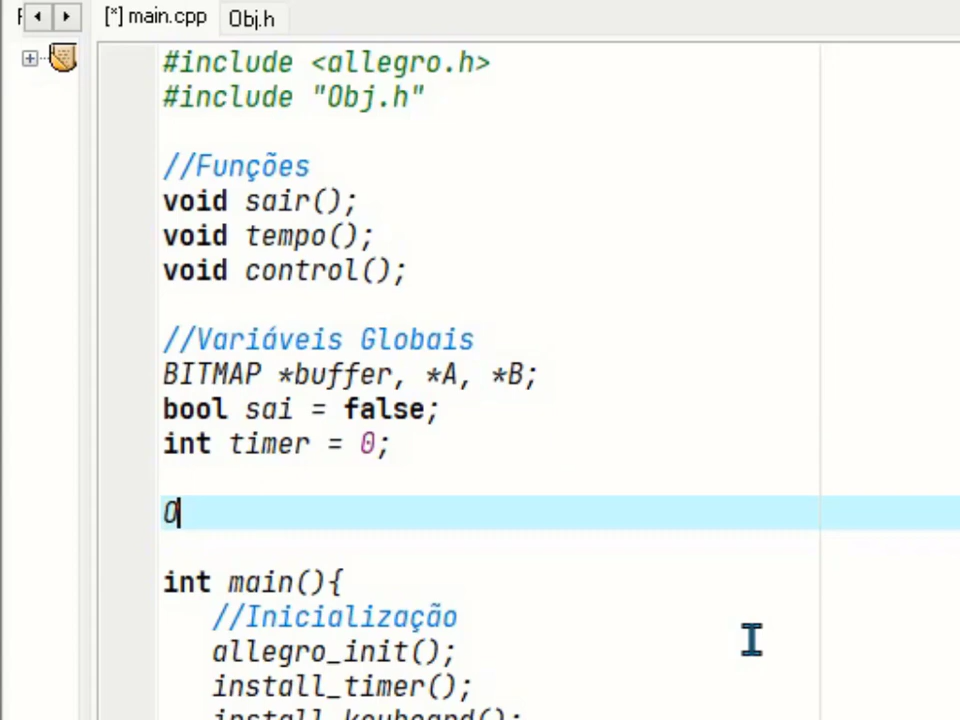 [*] main.cpp Obj.h
#include <allegro.h>
#include "Obj.h"
//Funções
void sair();
void tempo();
void control();
//Variáveis Globais
BITMAP *buffer, *A, *B;
bool sai = false;
int timer = 0;
O
int main(){
//Inicialização
allegro_init();
install_timer();
install_keyboard();